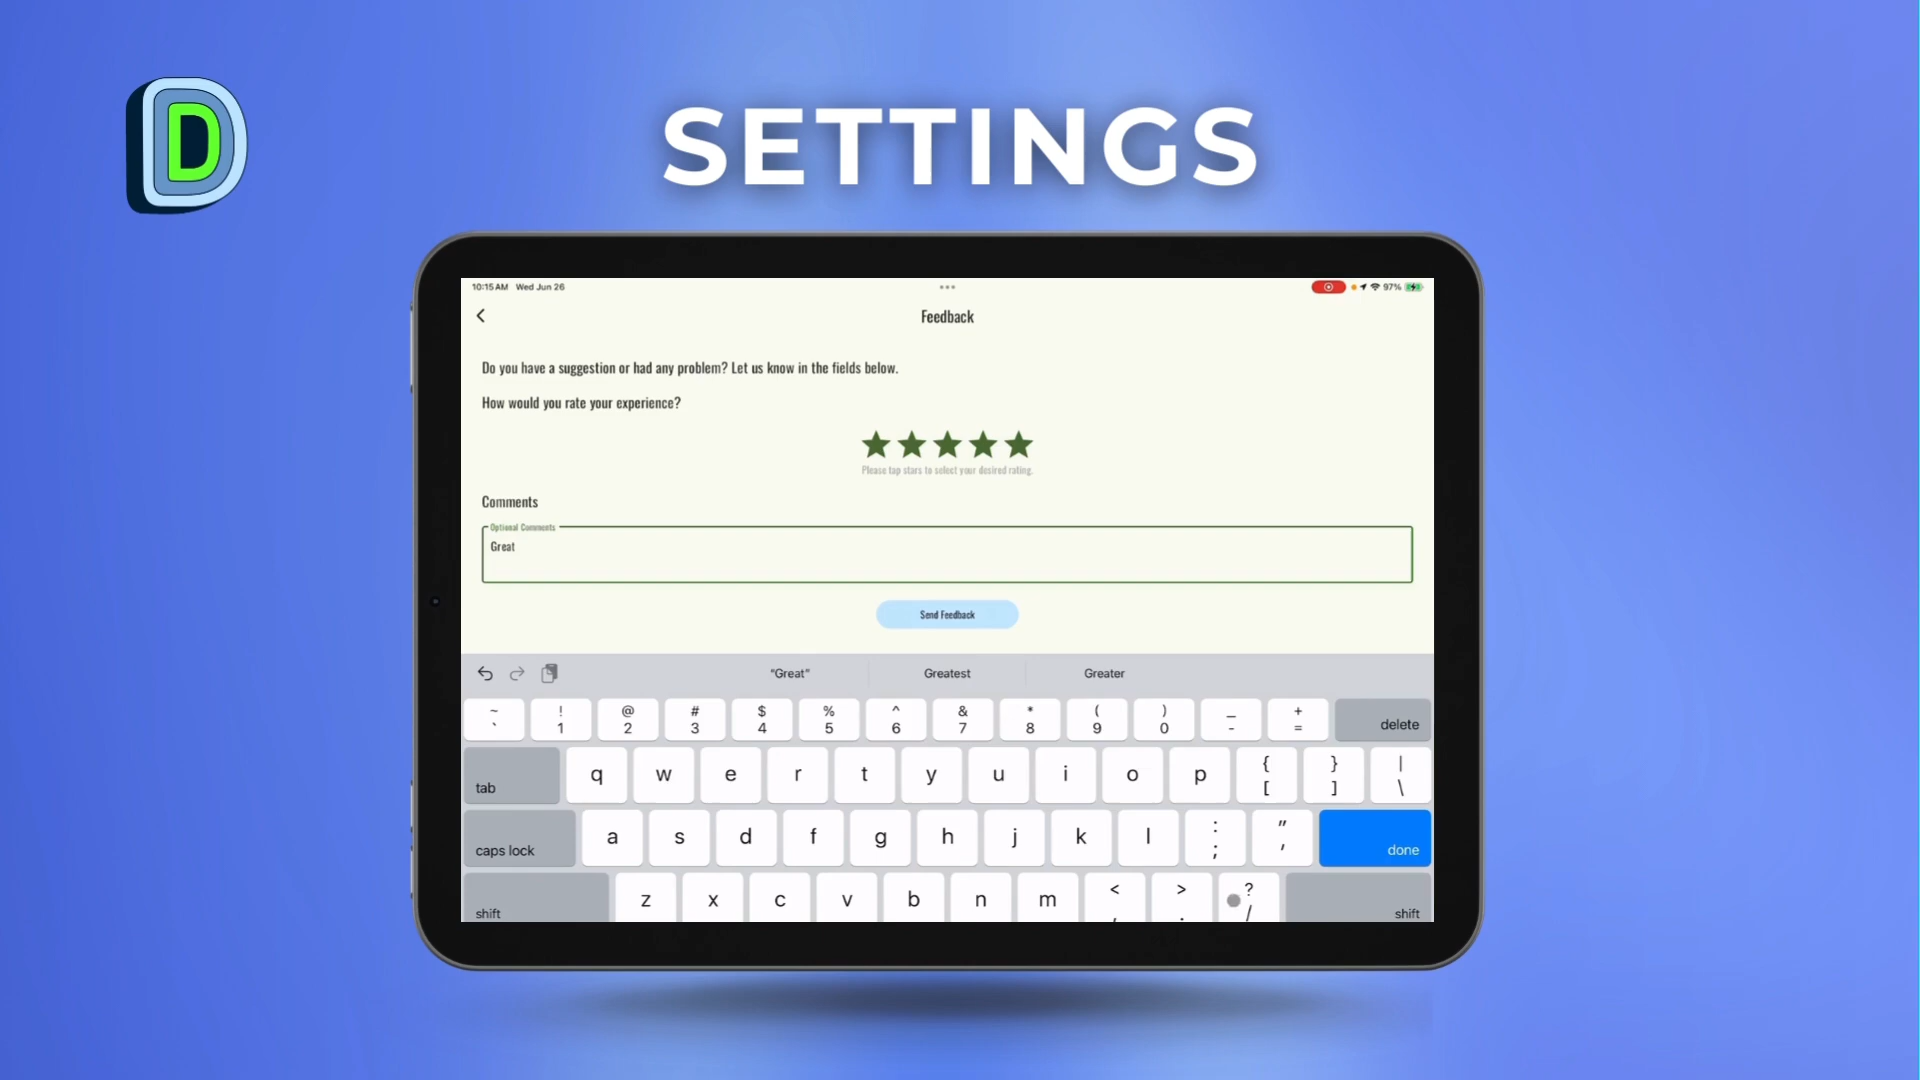 D
SETTINGS
10:15 AM Wed Jun 26
97%
Feedback
Do you have a suggestion or had any problem? Let us know in the fields below.
How would you rate your experience?
Please tap stars to select your desired rating.
Comments
Optional Comments
Great
Send Feedback
"Great" Greatest Greater
~ ! @ # $ % ^ & * ( ) _ +
` 1 2 3 4 5 6 7 8 9 0 - = delete
tab q w e r t y u i o p { } |
[ ] \
caps lock a s d f g h j k l : "
; ' done
shift z x c v b n m < > ?
, . / shift